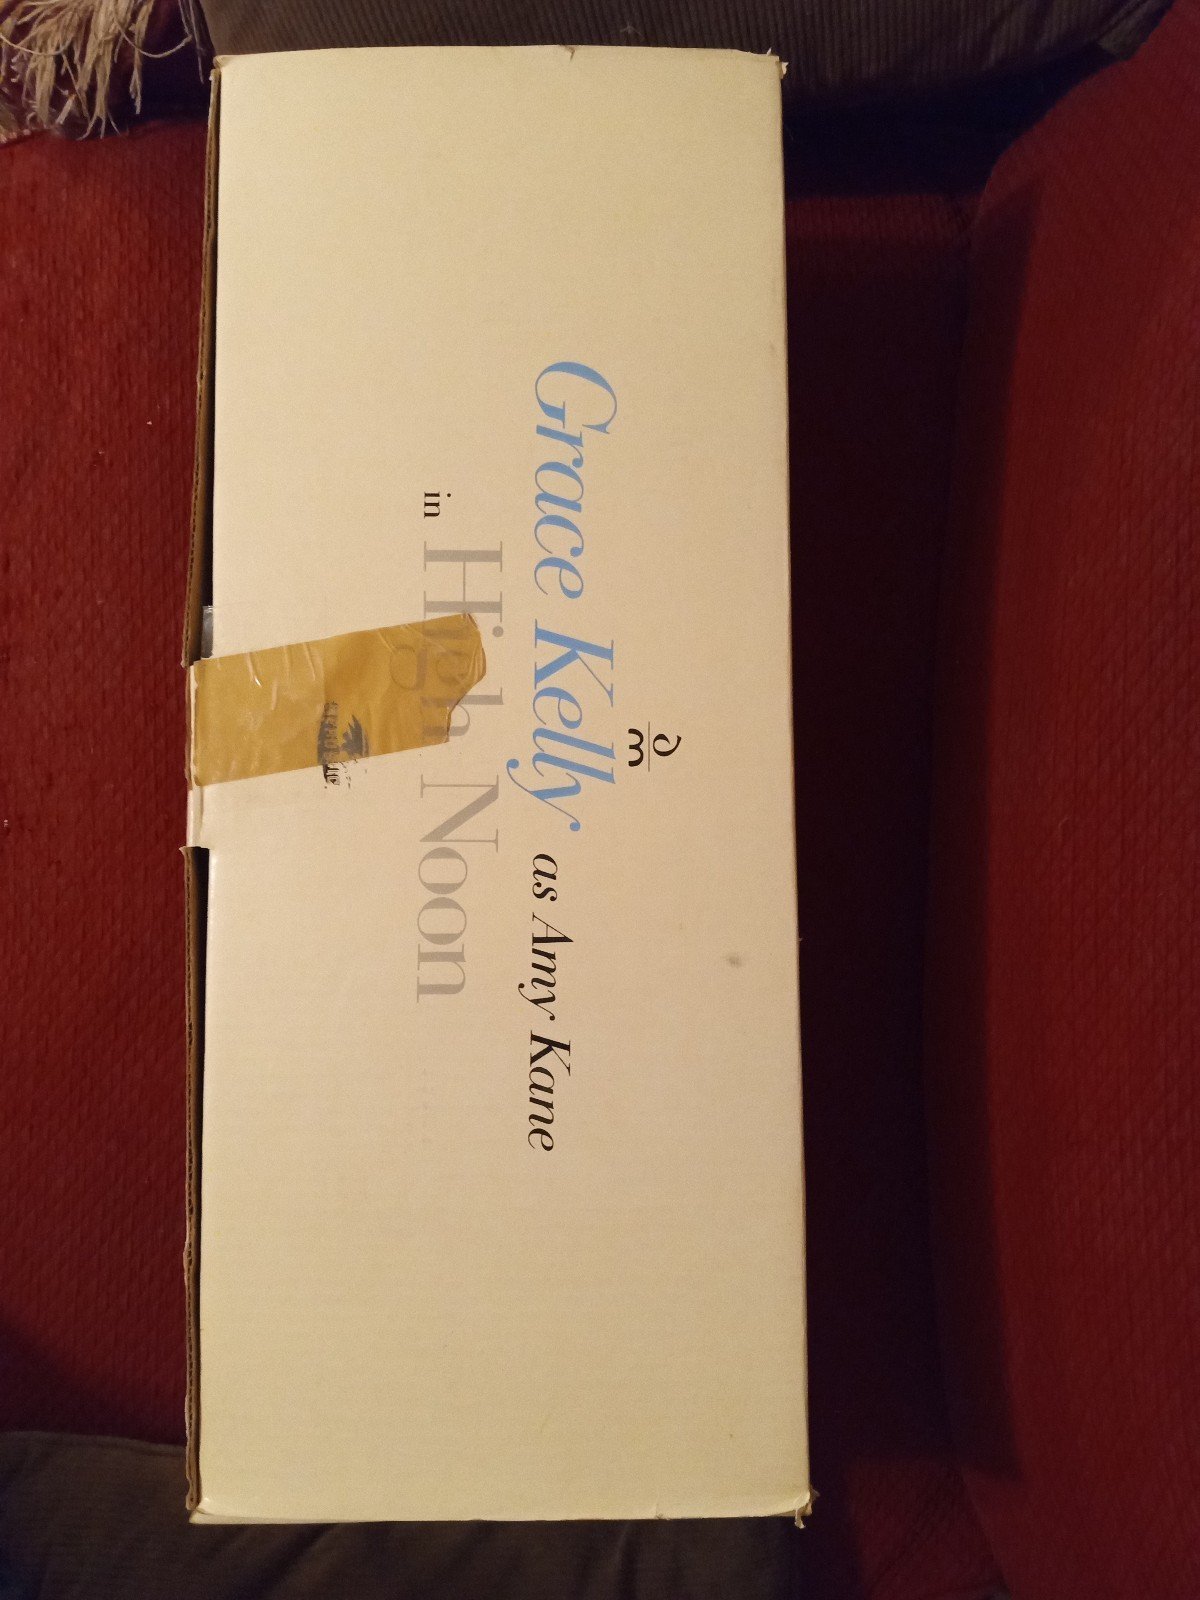 Grace Kelly as Amy Kane
in High Noon